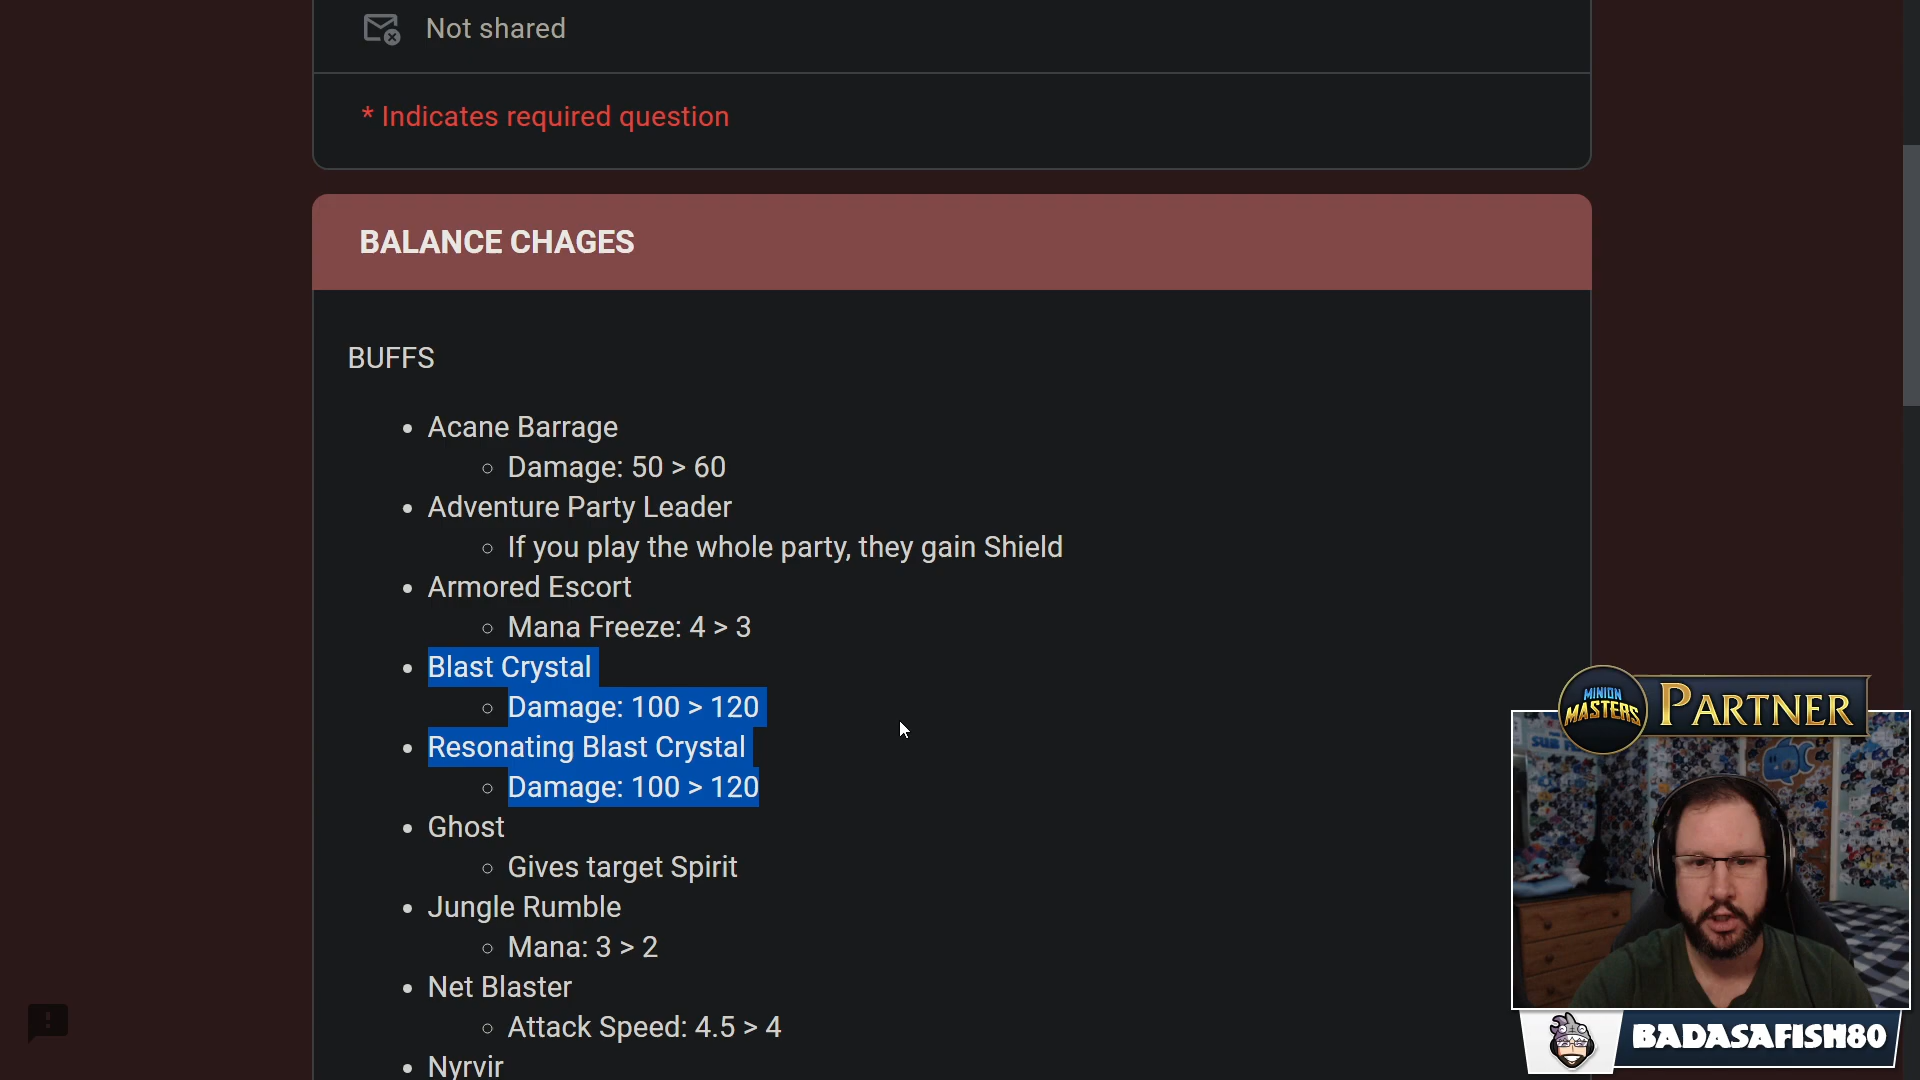 Not shared
* Indicates required question
BALANCE CHAGES
BUFFS
Acane Barrage
Damage: 50 > 60
Adventure Party Leader
If you play the whole party, they gain Shield
Armored Escort
Mana Freeze: 4 > 3
Blast Crystal
Damage: 100 > 120
Resonating Blast Crystal
Damage: 100 > 120
Ghost
Gives target Spirit
Jungle Rumble
Mana: 3 > 2
Net Blaster
Attack Speed: 4.5 > 4
Nyrvir
MINION
MASTERS
PARTNER
SUB
BADASAFISH80